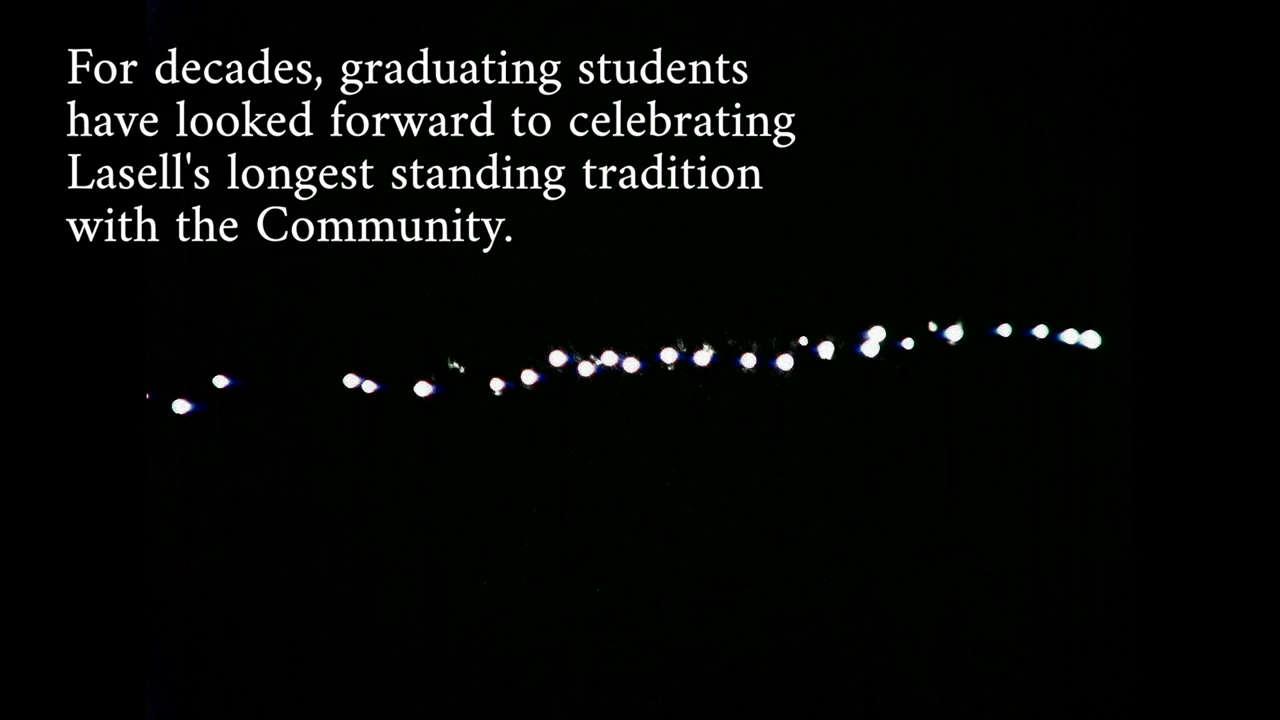 For decades, graduating students
have looked forward to celebrating
Lasell's longest standing tradition
with the Community.